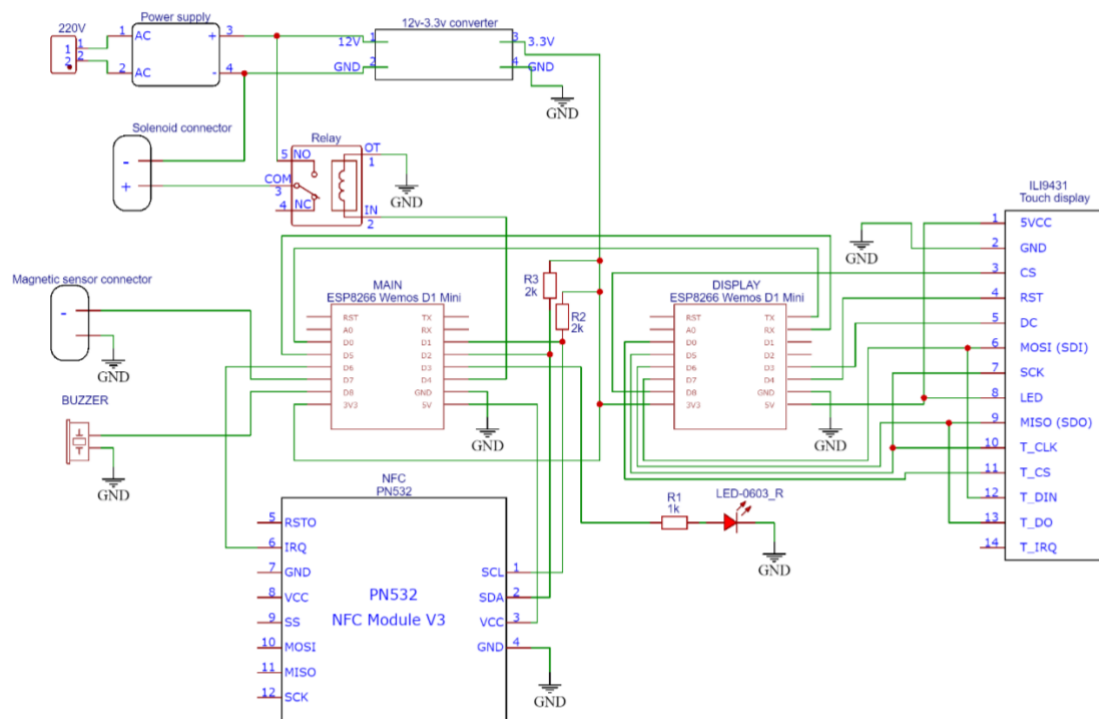 Power supply
220V
1
2
1
2
1 AC
2 AC
+ 3
- 4
12v-3.3v converter
12V 1
GND 2
3 3.3V
4 GND
GND
Solenoid connector
-
+
Relay
5 NO
COM
3
4 NC
OT
1
IN
2
GND
Magnetic sensor connector
-
GND
BUZZER
GND
MAIN
ESP8266 Wemos D1 Mini
RST
A0
D0
D5
D6
D7
D8
3V3
TX
RX
D1
D2
D3
D4
GND
5V
GND
R3
2k
R2
2k
DISPLAY
ESP8266 Wemos D1 Mini
RST
A0
D0
D5
D6
D7
D8
3V3
TX
RX
D1
D2
D3
D4
GND
5V
GND
GND
ILI9431
Touch display
1 5VCC
2 GND
3 CS
4 RST
5 DC
6 MOSI (SDI)
7 SCK
8 LED
9 MISO (SDO)
10 T_CLK
11 T_CS
12 T_DIN
13 T_DO
14 T_IRQ
R1
1k
LED-0603_R
GND
NFC
PN532
5 RSTO
6 IRQ
7 GND
8 VCC
9 SS
10 MOSI
11 MISO
12 SCK
PN532
NFC Module V3
SCL 1
SDA 2
VCC 3
GND 4
GND